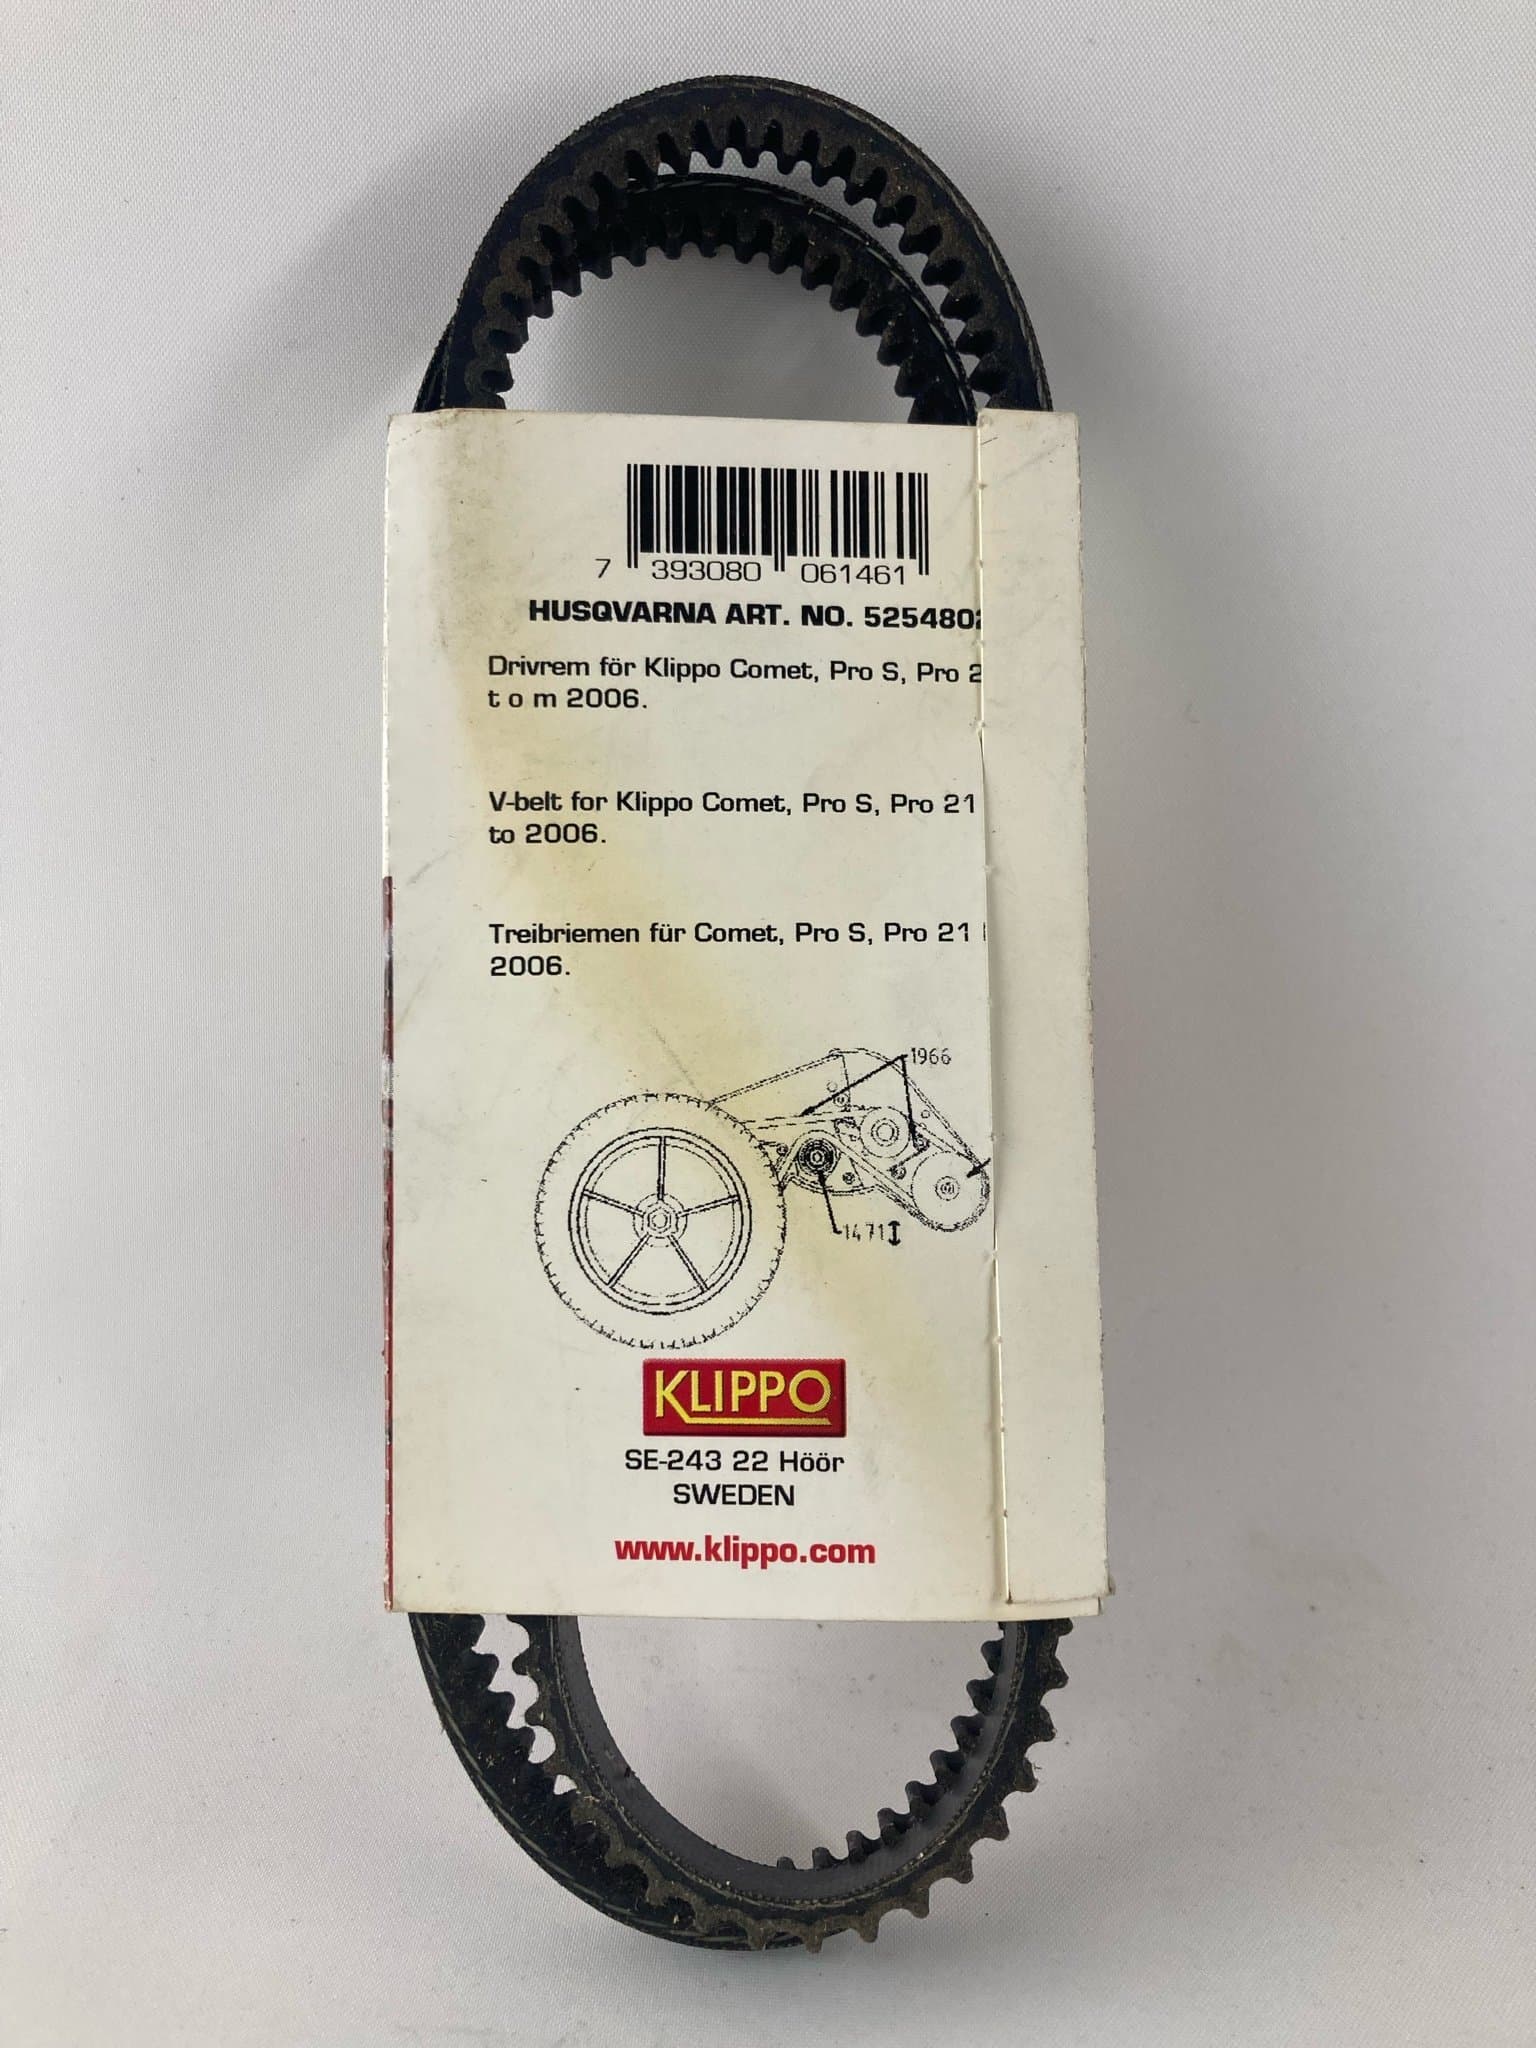 7 393080 061461
HUSQVARNA ART. NO. 525480
Drivrem för Klippo Comet, Pro S, Pro
t o m 2006.
V-belt for Klippo Comet, Pro S, Pro 21
to 2006.
Treibriemen für Comet, Pro S, Pro 21
2006.
1966
1471
KLIPPO
SE-243 22 Höör
SWEDEN
www.klippo.com